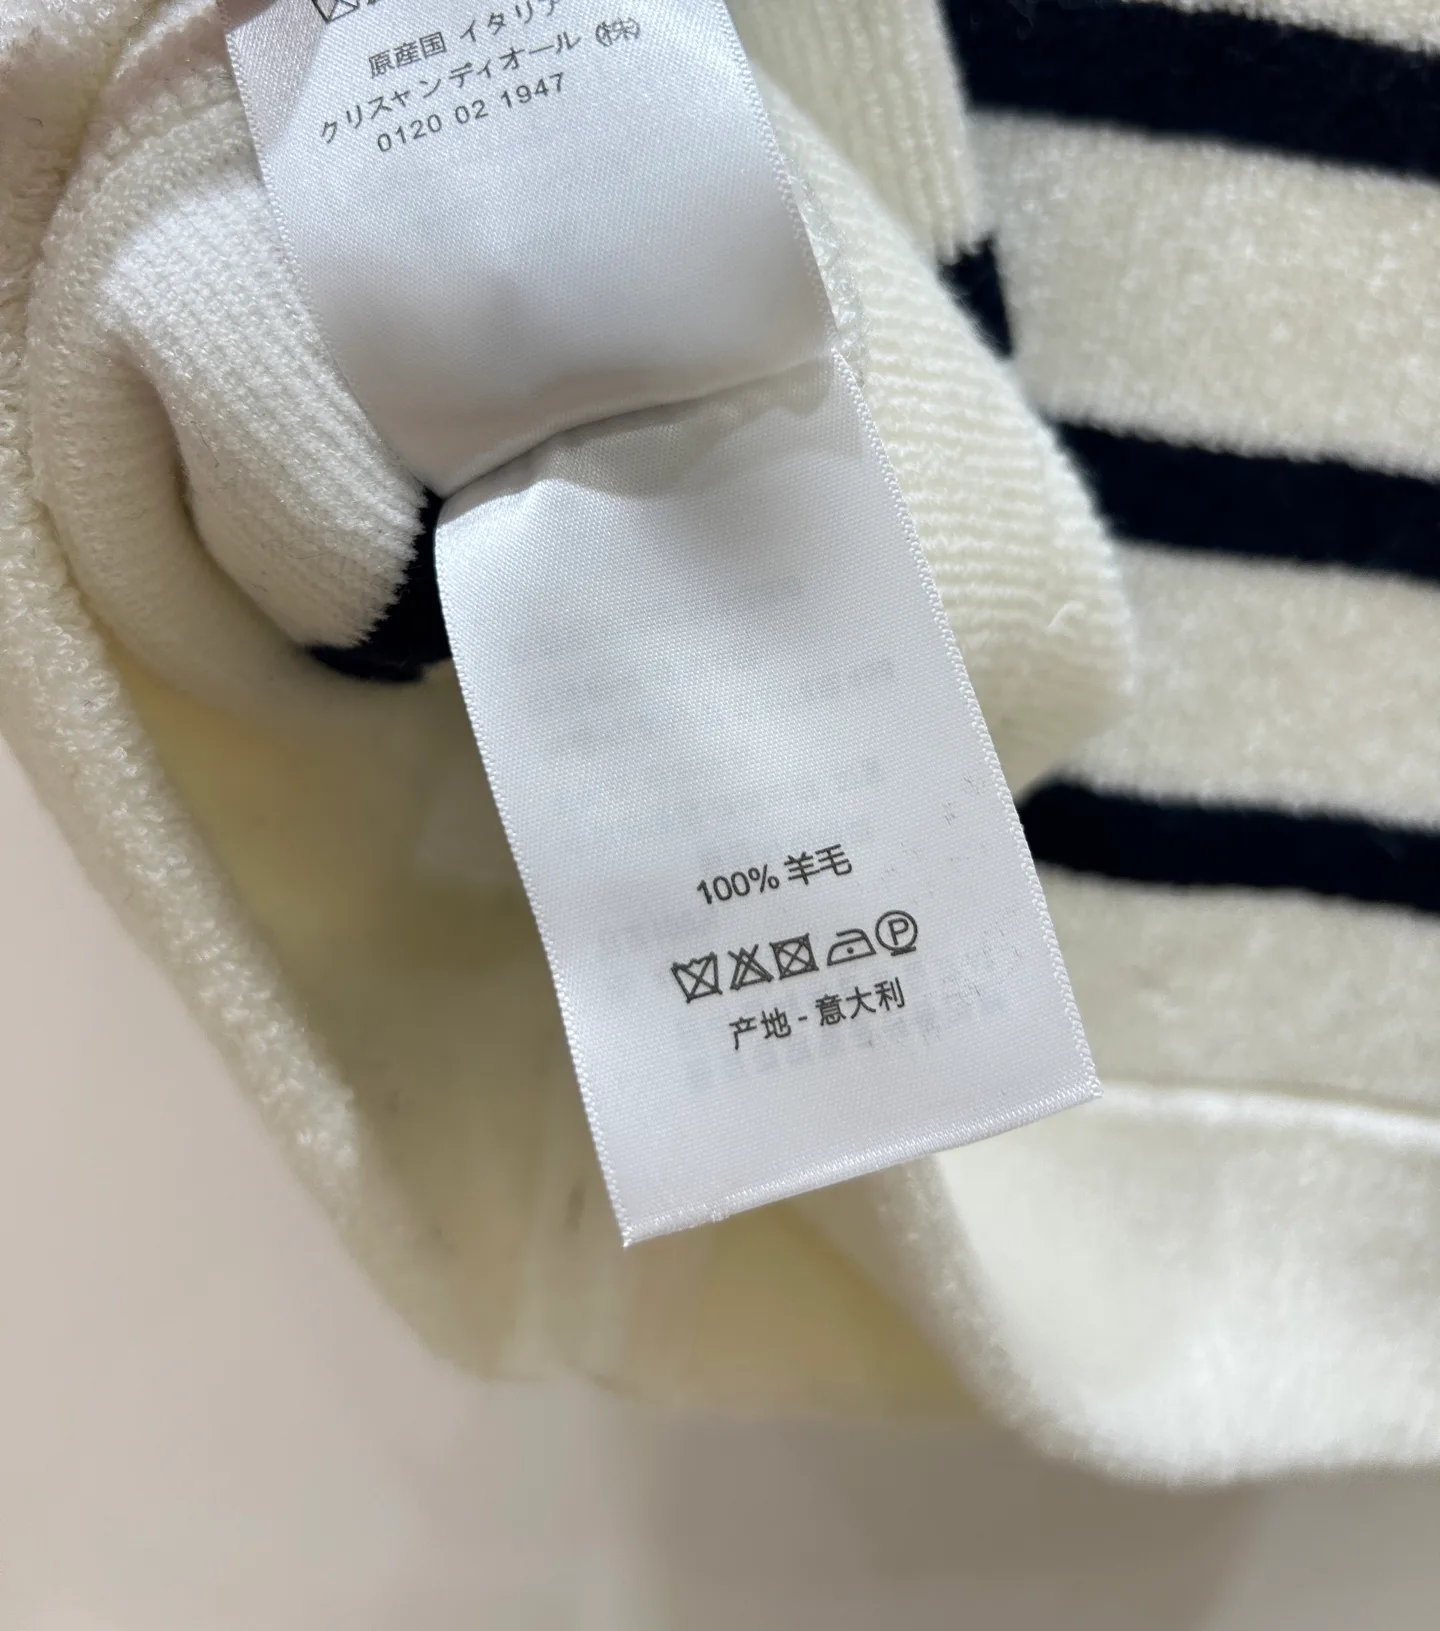 原産国 イタリア
クリスャンディオール (株)
0120 02 1947
100% 羊毛
P
产地 - 意大利